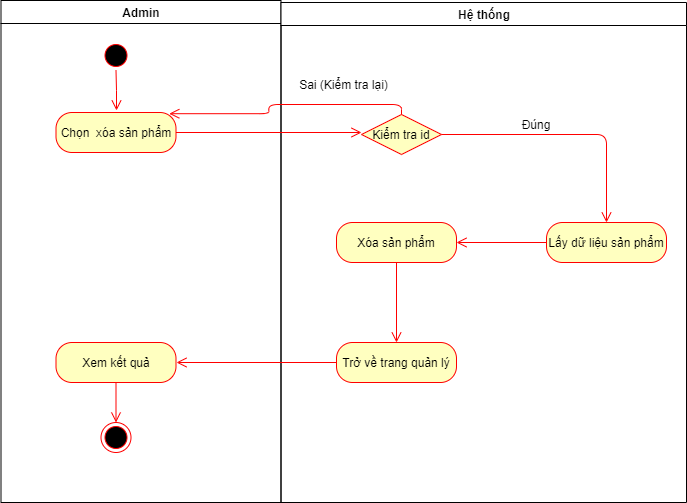 Admin
Hệ thống
Sai (Kiểm tra lại)
Chọn xóa sản phẩm
Kiểm tra id
Đúng
Xóa sản phẩm
Lấy dữ liệu sản phẩm
Xem kết quả
Trở về trang quản lý